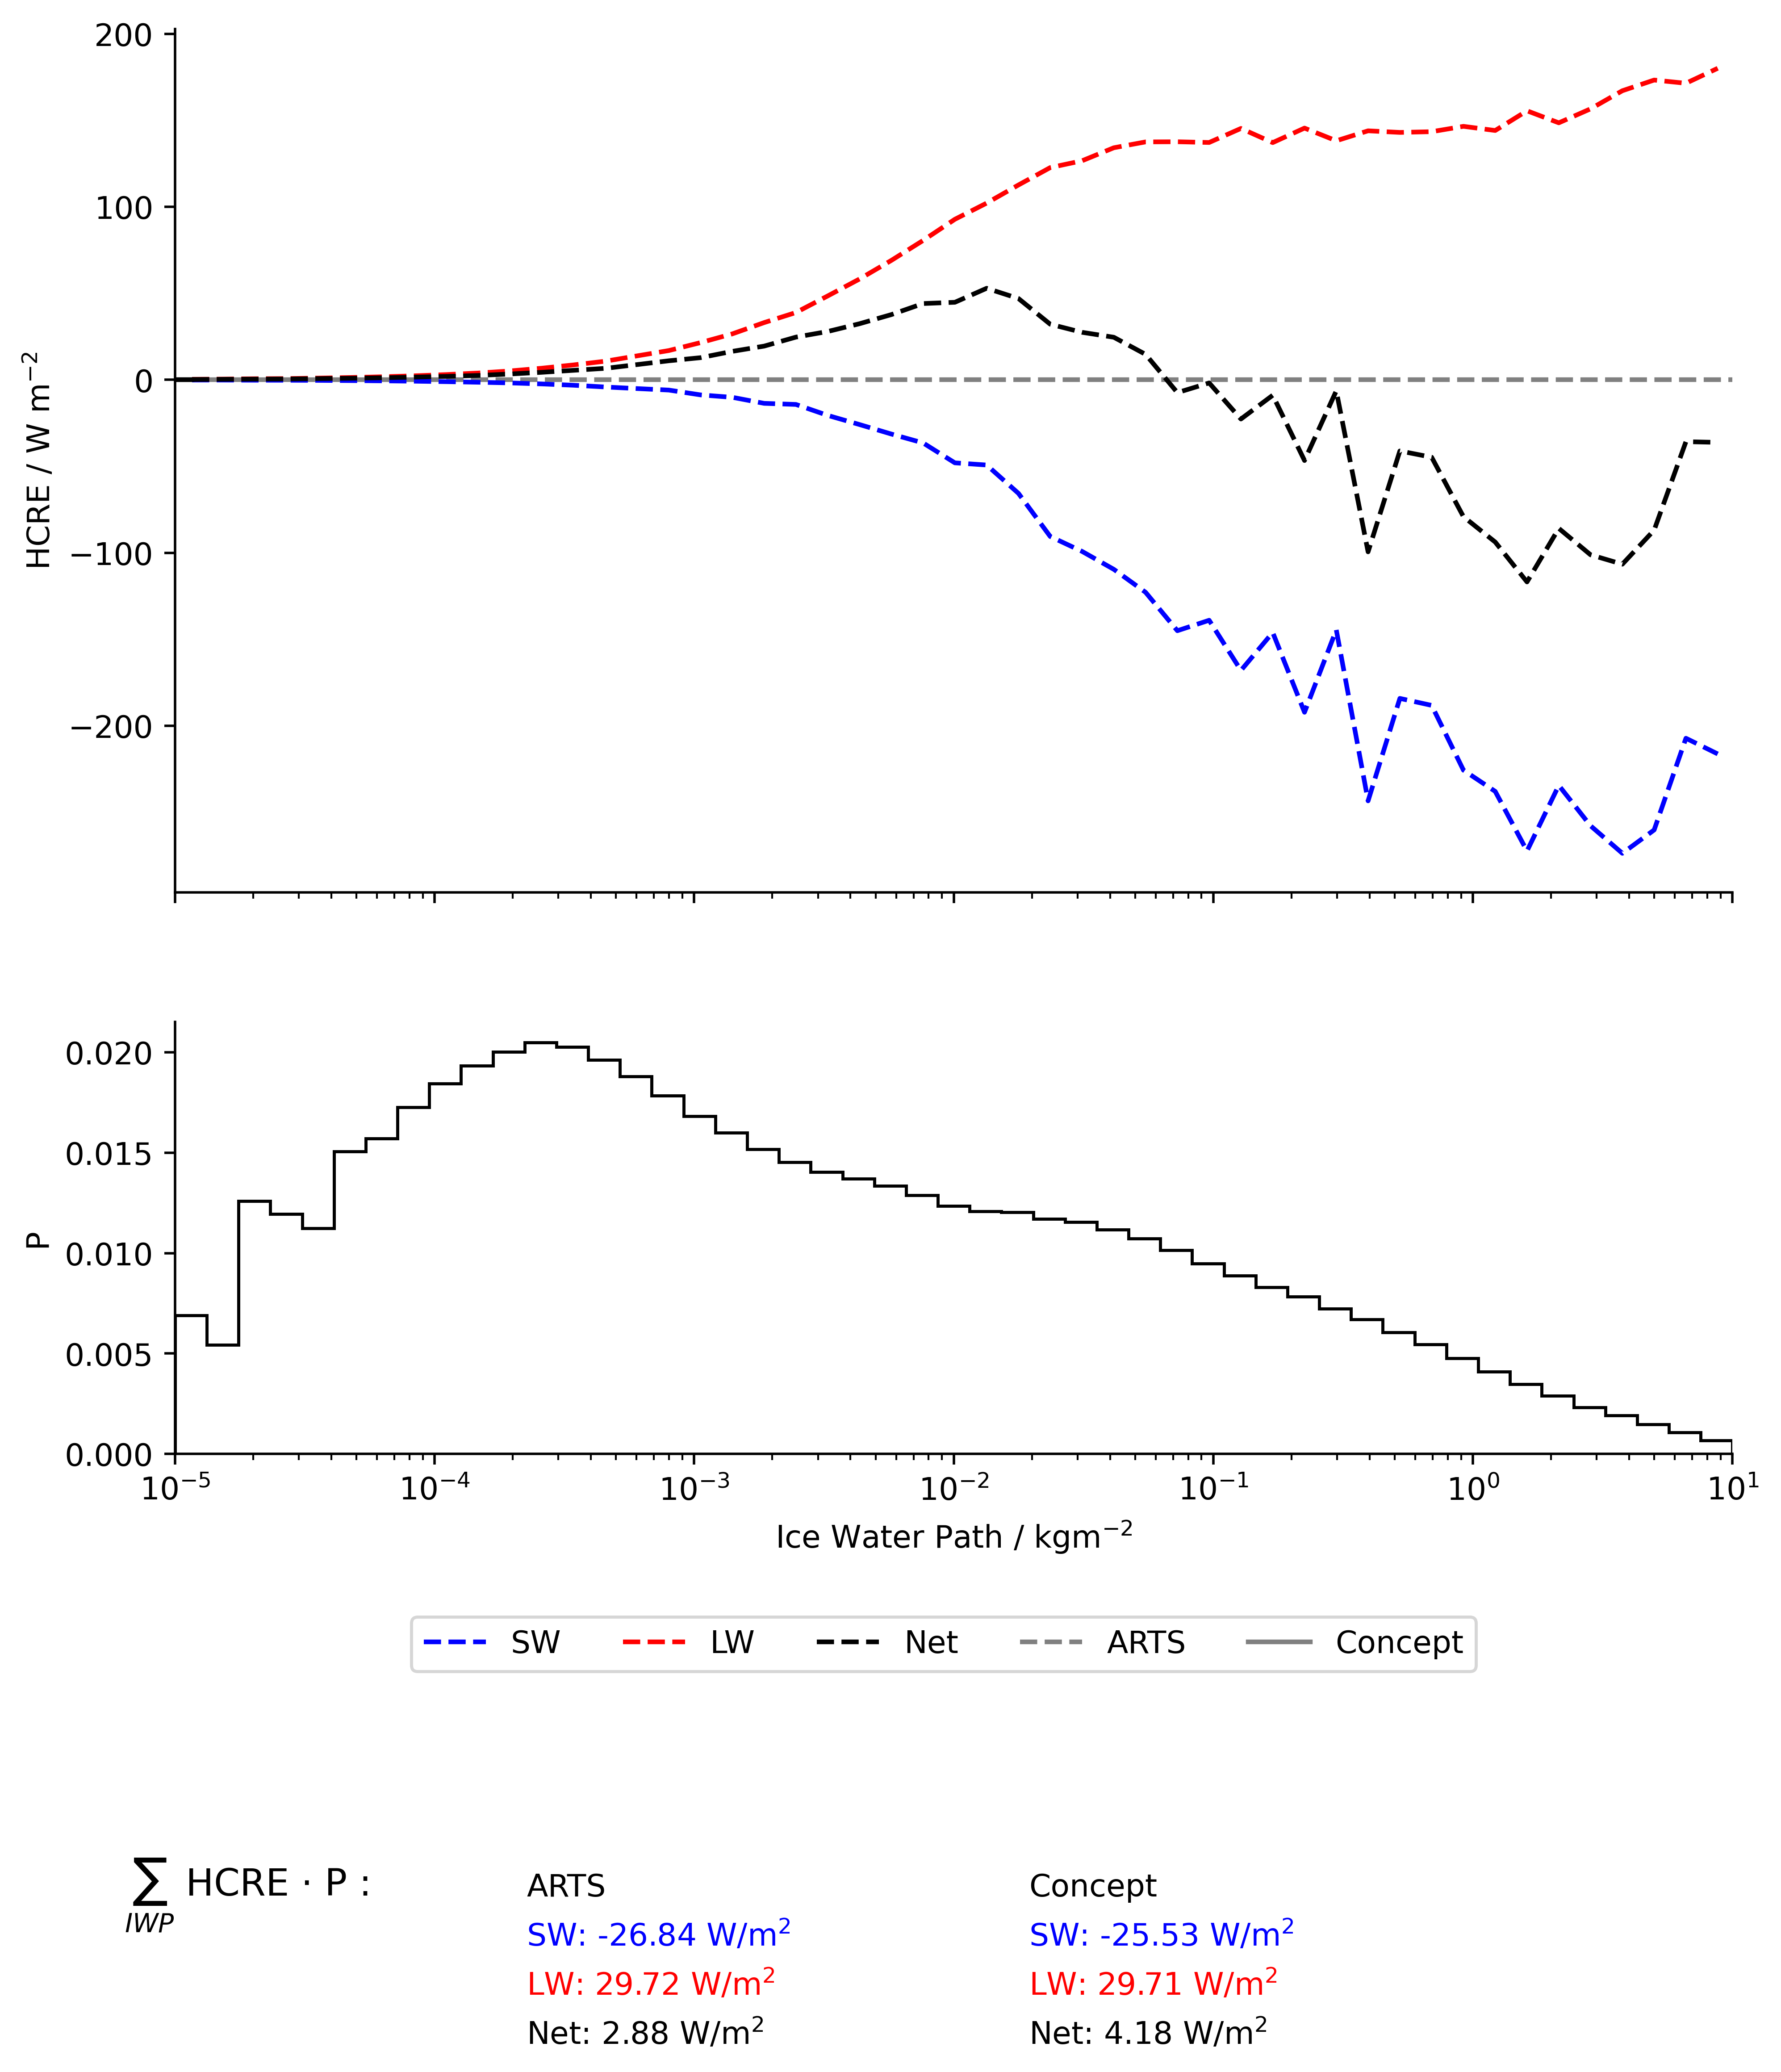 200
100
0
−100
−200
HCRE / W m⁻²
0.020
0.015
0.010
0.005
0.000
P
10⁻⁵ 10⁻⁴ 10⁻³ 10⁻² 10⁻¹ 10⁰ 10¹
Ice Water Path / kgm⁻²
SW LW Net ARTS Concept
∑ HCRE · P :
IWP
ARTS
SW: -26.84 W/m²
LW: 29.72 W/m²
Net: 2.88 W/m²
Concept
SW: -25.53 W/m²
LW: 29.71 W/m²
Net: 4.18 W/m²